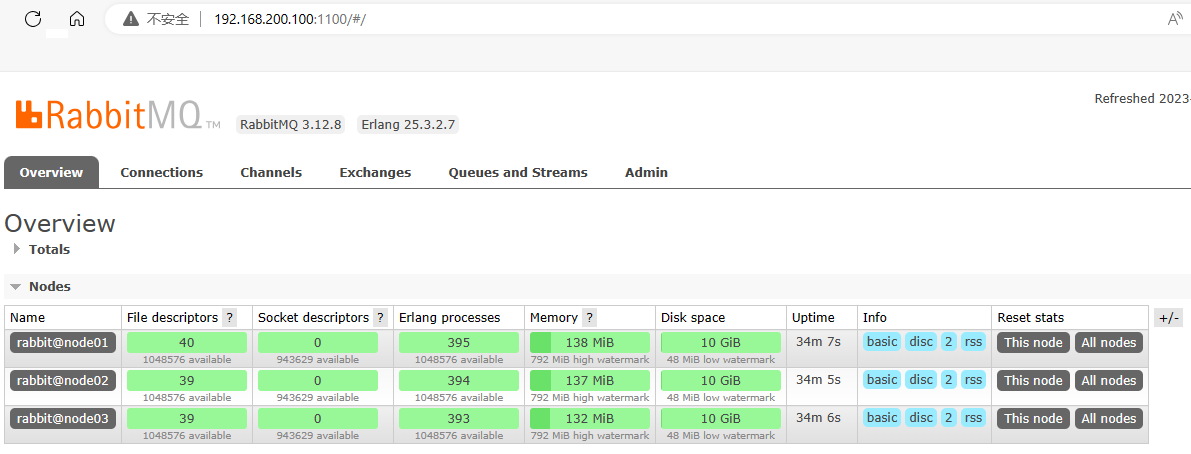 不安全 192.168.200.100:1100/#/
Refreshed 2023-
RabbitMQ TM RabbitMQ 3.12.8 Erlang 25.3.2.7
Overview Connections Channels Exchanges Queues and Streams Admin
Overview
Totals
Nodes
Name File descriptors ? Socket descriptors ? Erlang processes Memory ? Disk space Uptime Info Reset stats +/-
rabbit@node01 40 0 395 138 MiB 10 GiB 34m 7s basic disc 2 rss This node All nodes
1048576 available 943629 available 1048576 available 792 MiB high watermark 48 MiB low watermark
rabbit@node02 39 0 394 137 MiB 10 GiB 34m 5s basic disc 2 rss This node All nodes
1048576 available 943629 available 1048576 available 792 MiB high watermark 48 MiB low watermark
rabbit@node03 39 0 393 132 MiB 10 GiB 34m 6s basic disc 2 rss This node All nodes
1048576 available 943629 available 1048576 available 792 MiB high watermark 48 MiB low watermark